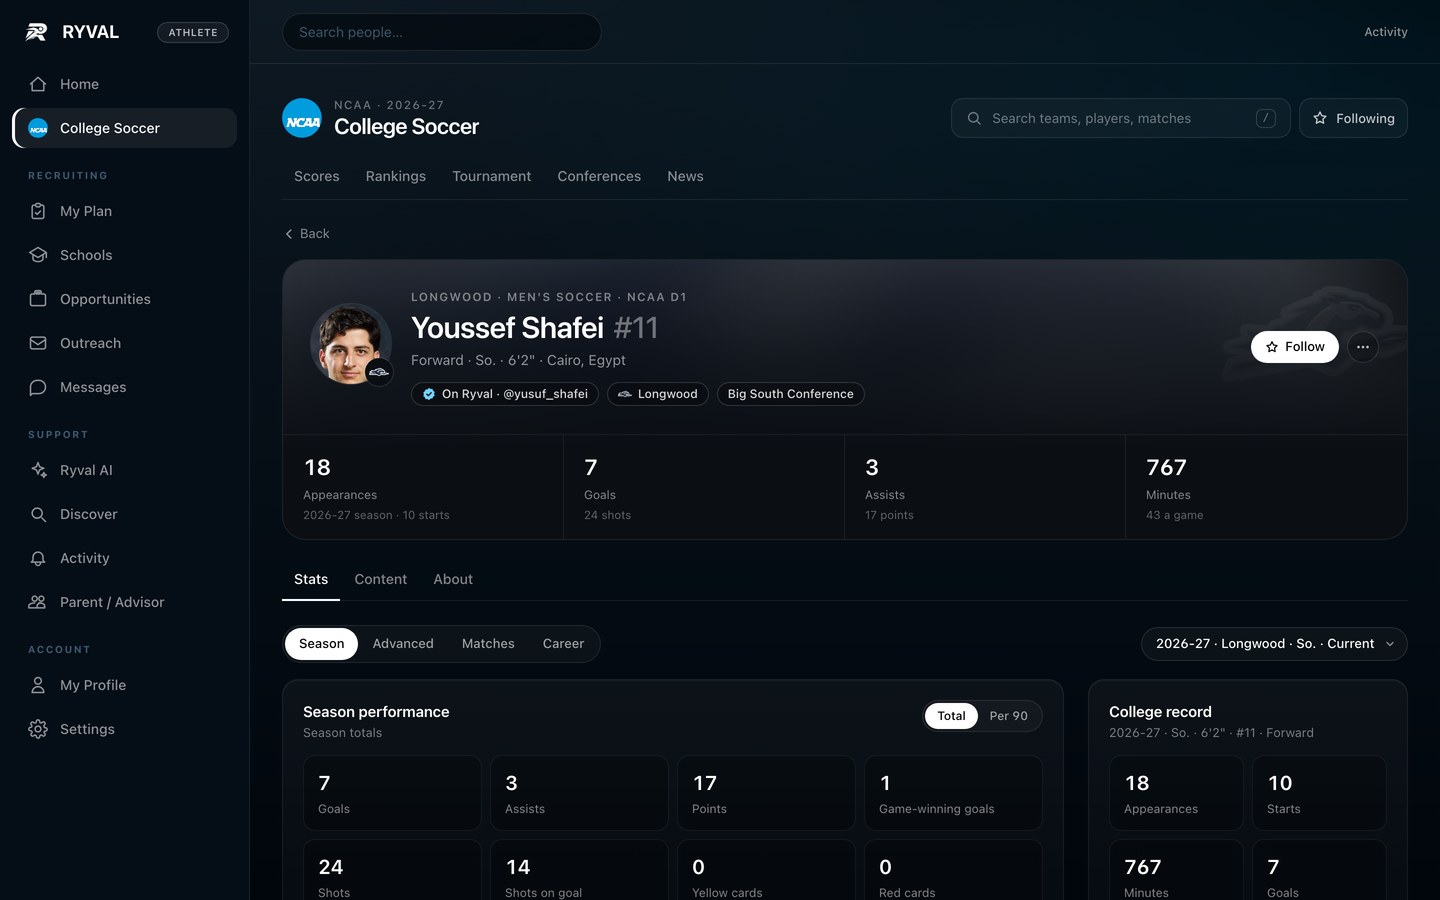 RYVAL
ATHLETE
Search people...
Activity
Home
NCAA
College Soccer
RECRUITING
My Plan
Schools
Opportunities
Outreach
Messages
SUPPORT
Ryval AI
Discover
Activity
Parent / Advisor
ACCOUNT
My Profile
Settings
NCAA
NCAA · 2026-27
College Soccer
Search teams, players, matches
/
Following
Scores Rankings Tournament Conferences News
Back
LONGWOOD · MEN'S SOCCER · NCAA D1
Youssef Shafei #11
Forward · So. · 6'2" · Cairo, Egypt
On Ryval · @yusuf_shafei
Longwood
Big South Conference
Follow
18
Appearances
2026-27 season · 10 starts
7
Goals
24 shots
3
Assists
17 points
767
Minutes
43 a game
Stats Content About
Season Advanced Matches Career
2026-27 · Longwood · So. · Current
Season performance
Season totals
Total Per 90
7
Goals
3
Assists
17
Points
1
Game-winning goals
24
Shots
14
Shots on goal
0
Yellow cards
0
Red cards
College record
2026-27 · So. · 6'2" · #11 · Forward
18
Appearances
10
Starts
767
Minutes
7
Goals